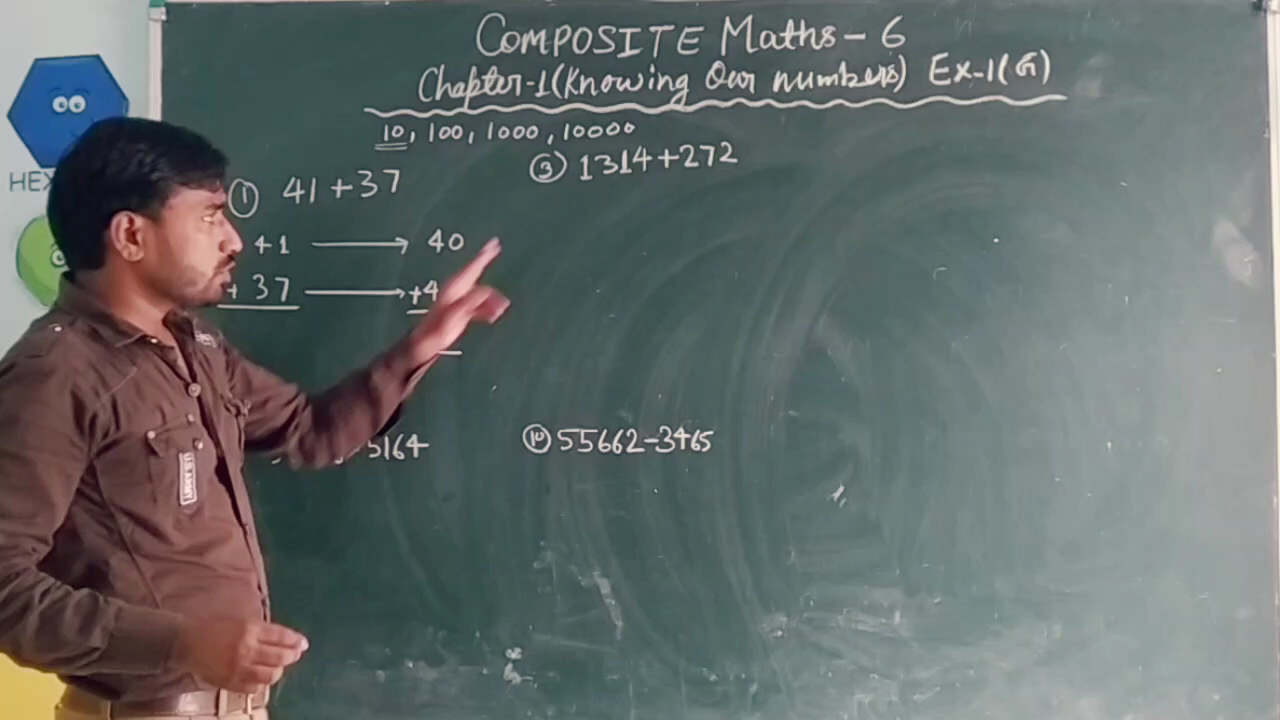 COMPOSITE Maths - 6
Chapter-1 (Knowing Our numbers) Ex-1(G)
10, 100, 1000, 10000
① 41 + 37
③ 1314 + 272
41 → 40
+ 37 → +4
5164
⑩ 55662 - 3465
HEX